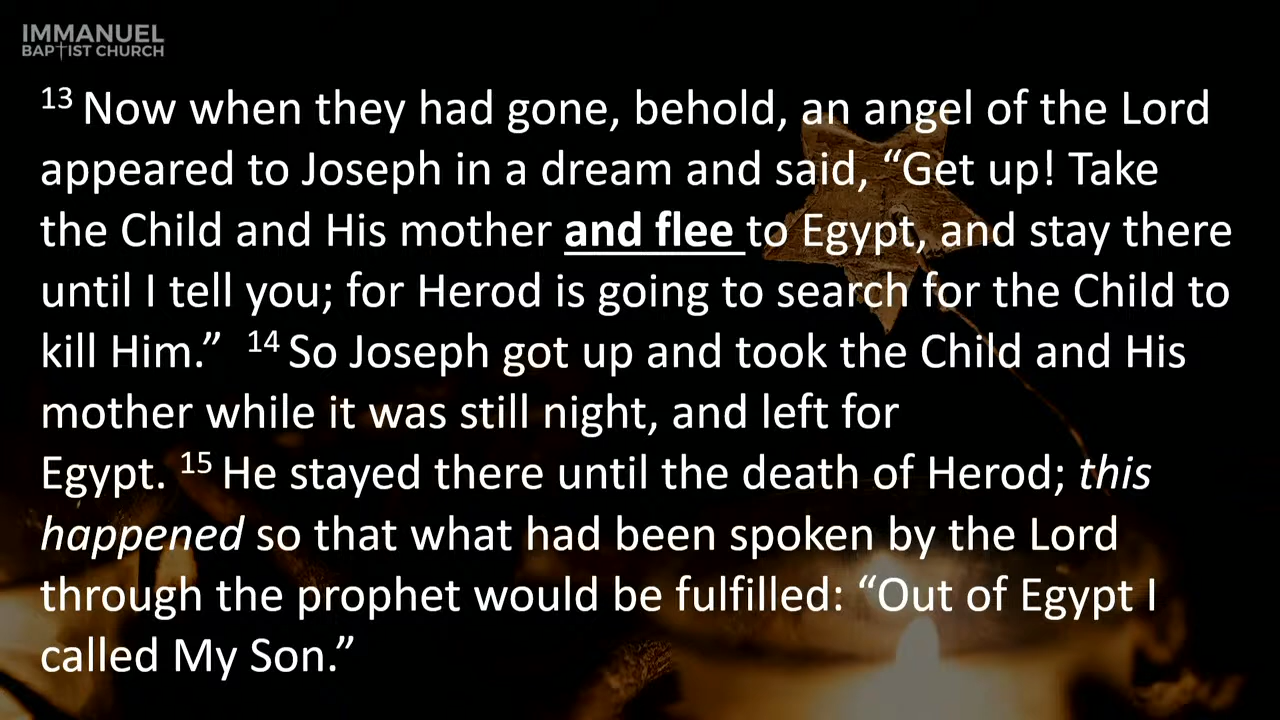 IMMANUEL
BAPTIST CHURCH
13 Now when they had gone, behold, an angel of the Lord
appeared to Joseph in a dream and said, “Get up! Take
the Child and His mother and flee to Egypt, and stay there
until I tell you; for Herod is going to search for the Child to
kill Him.” 14 So Joseph got up and took the Child and His
mother while it was still night, and left for
Egypt. 15 He stayed there until the death of Herod; this
happened so that what had been spoken by the Lord
through the prophet would be fulfilled: “Out of Egypt I
called My Son.”